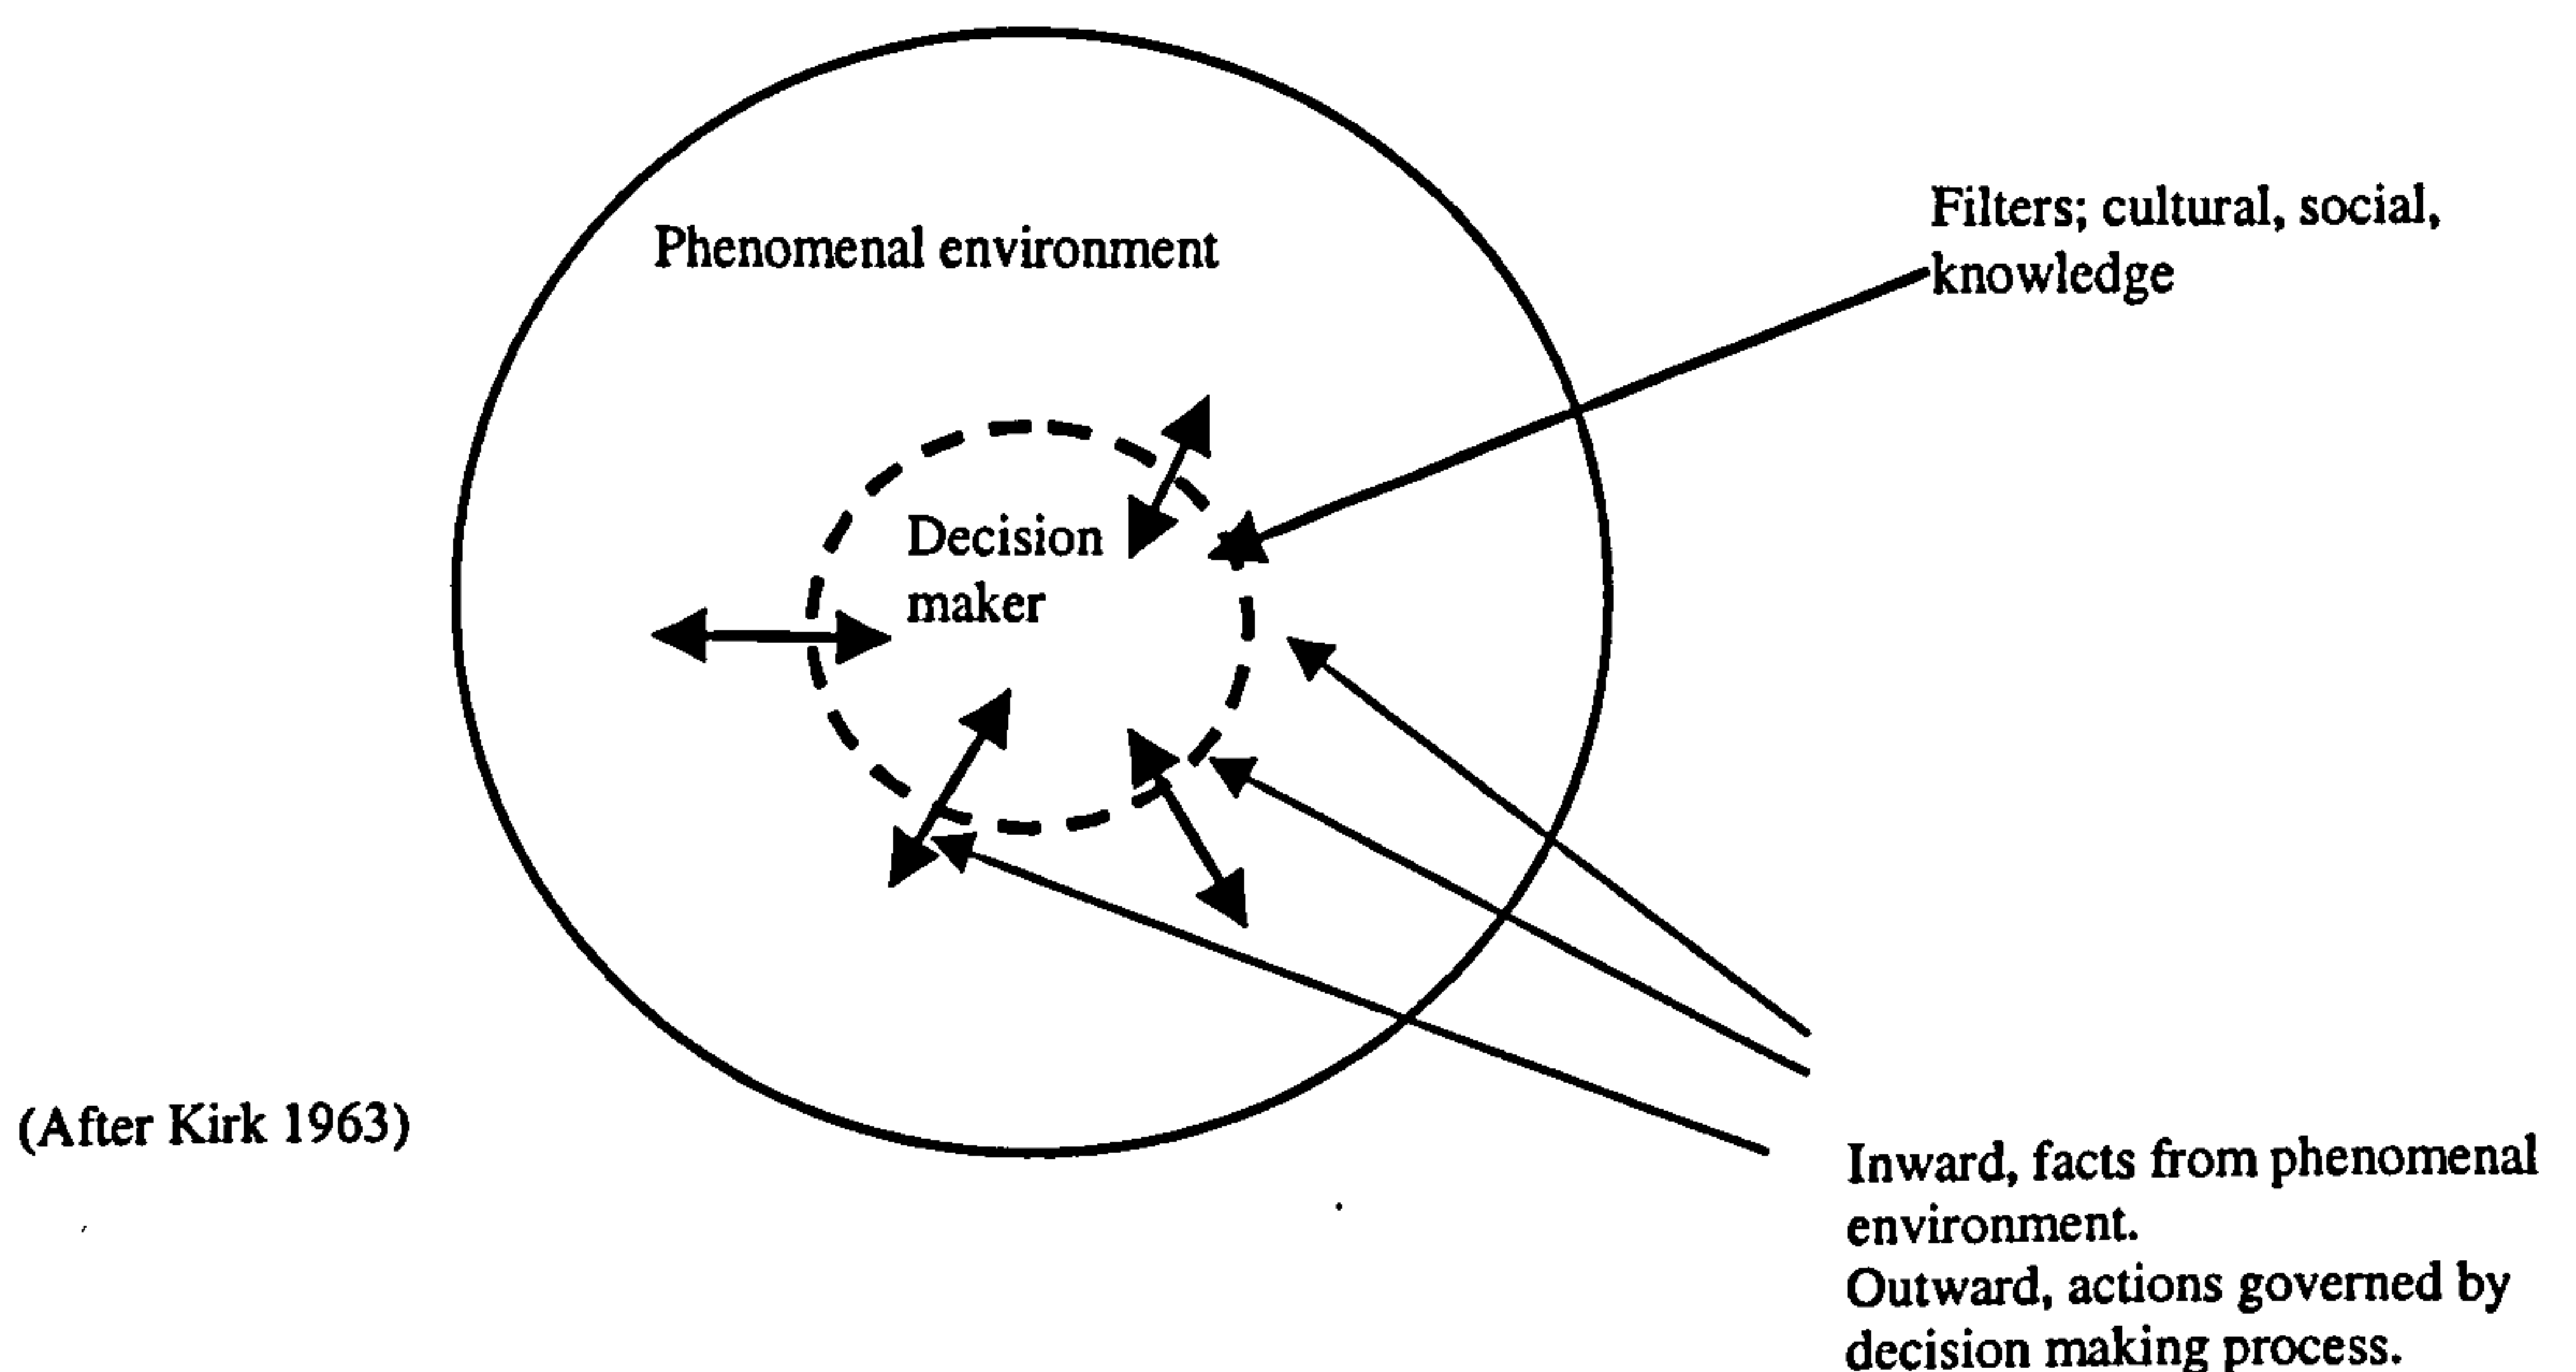 Phenomenal environment
Filters; cultural, social,
knowledge
Decision
maker
(After Kirk 1963)
Inward, facts from phenomenal
environment.
Outward, actions governed by
decision making process.